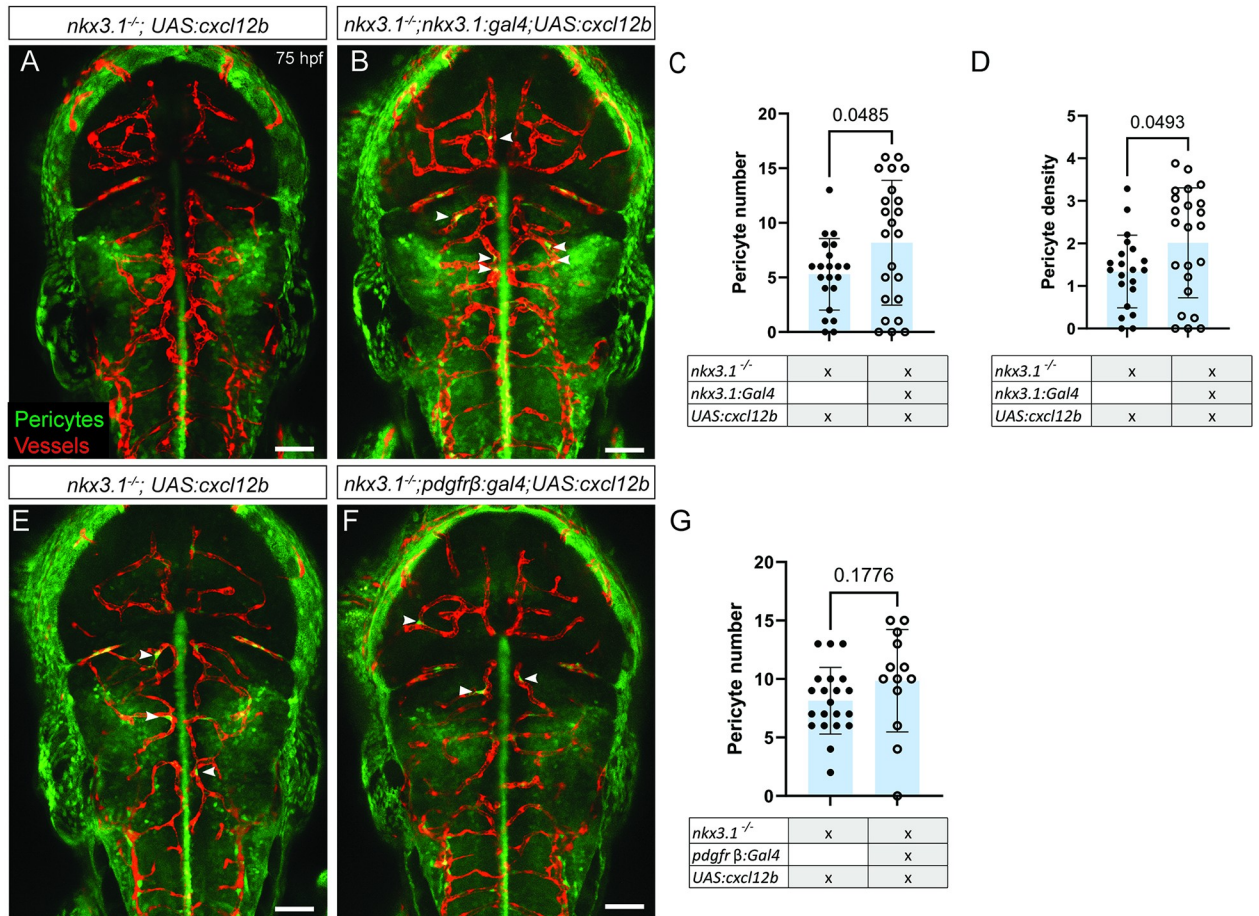 nkx3.1-/-; UAS:cxcl12b
nkx3.1-/-;nkx3.1:gal4;UAS:cxcl12b
A
75 hpf
B
Pericytes
Vessels
C
0.0485
20
15
10
5
0
Pericyte number
nkx3.1-/- x x
nkx3.1:Gal4 x
UAS:cxcl12b x x
D
0.0493
5
4
3
2
1
0
Pericyte density
nkx3.1-/- x x
nkx3.1:Gal4 x
UAS:cxcl12b x x
nkx3.1-/-; UAS:cxcl12b
nkx3.1-/-;pdgfrβ:gal4;UAS:cxcl12b
E
F
G
0.1776
20
15
10
5
0
Pericyte number
nkx3.1-/- x x
pdgfr β:Gal4 x
UAS:cxcl12b x x